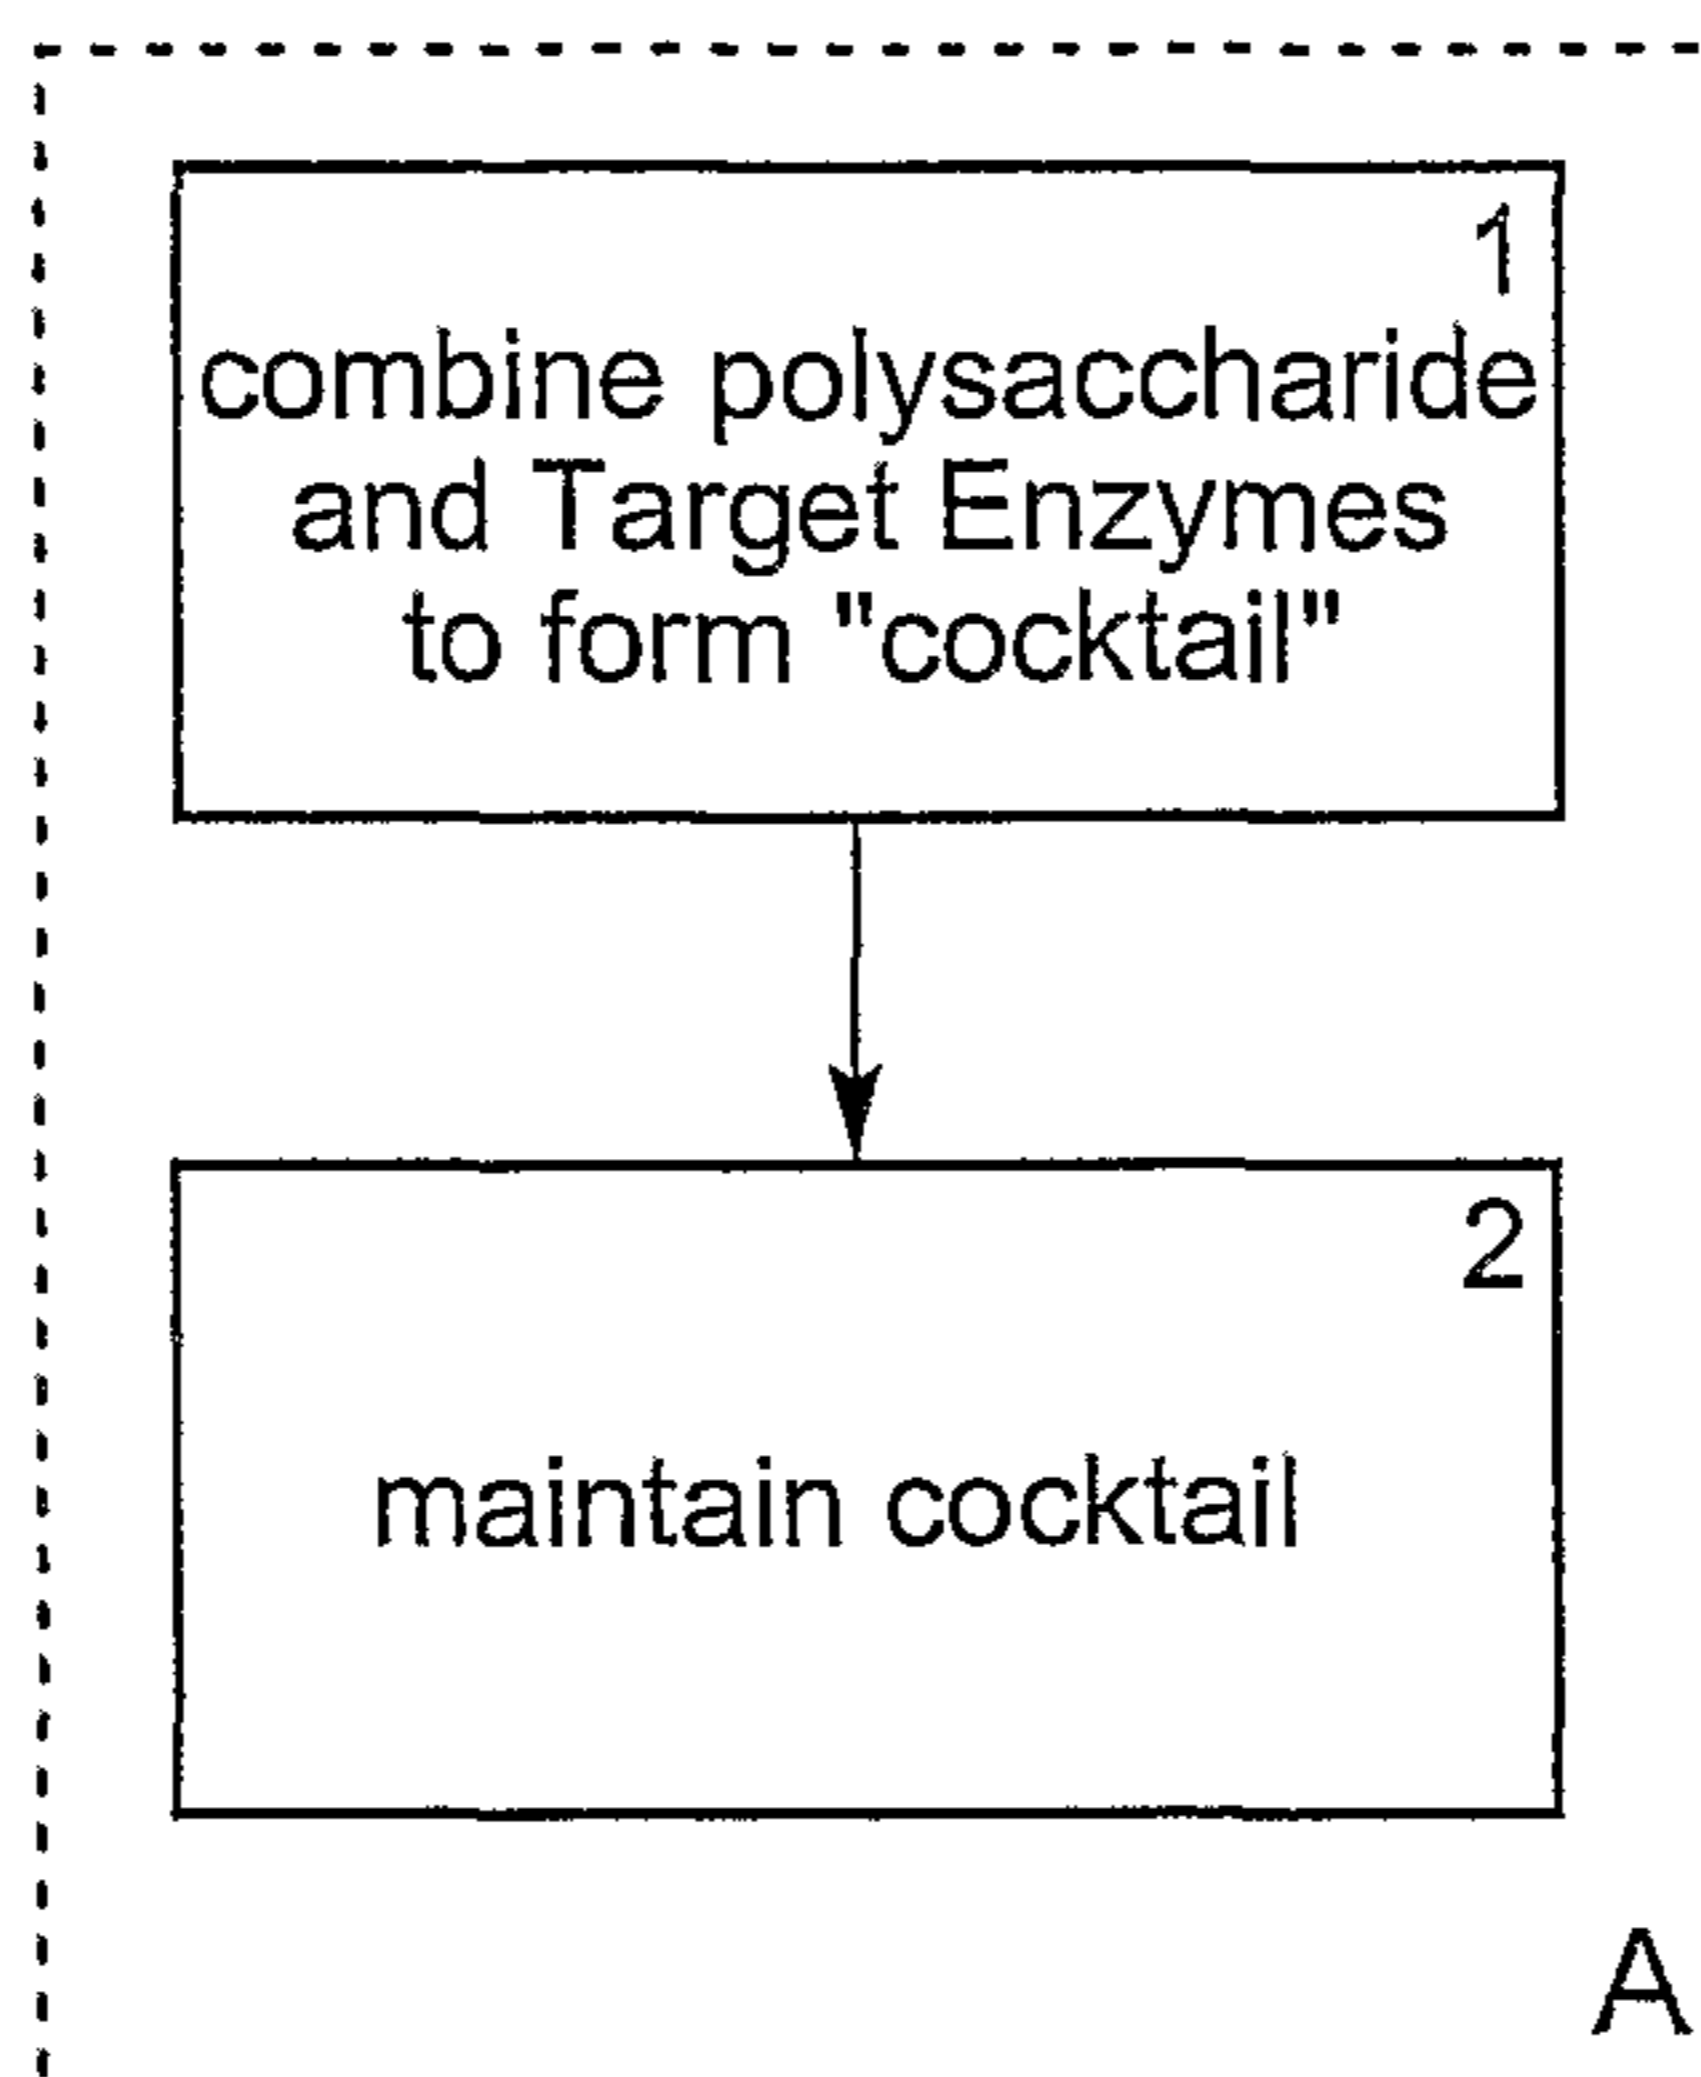 1
combine polysaccharide
and Target Enzymes
to form "cocktail"
2
maintain cocktail
A